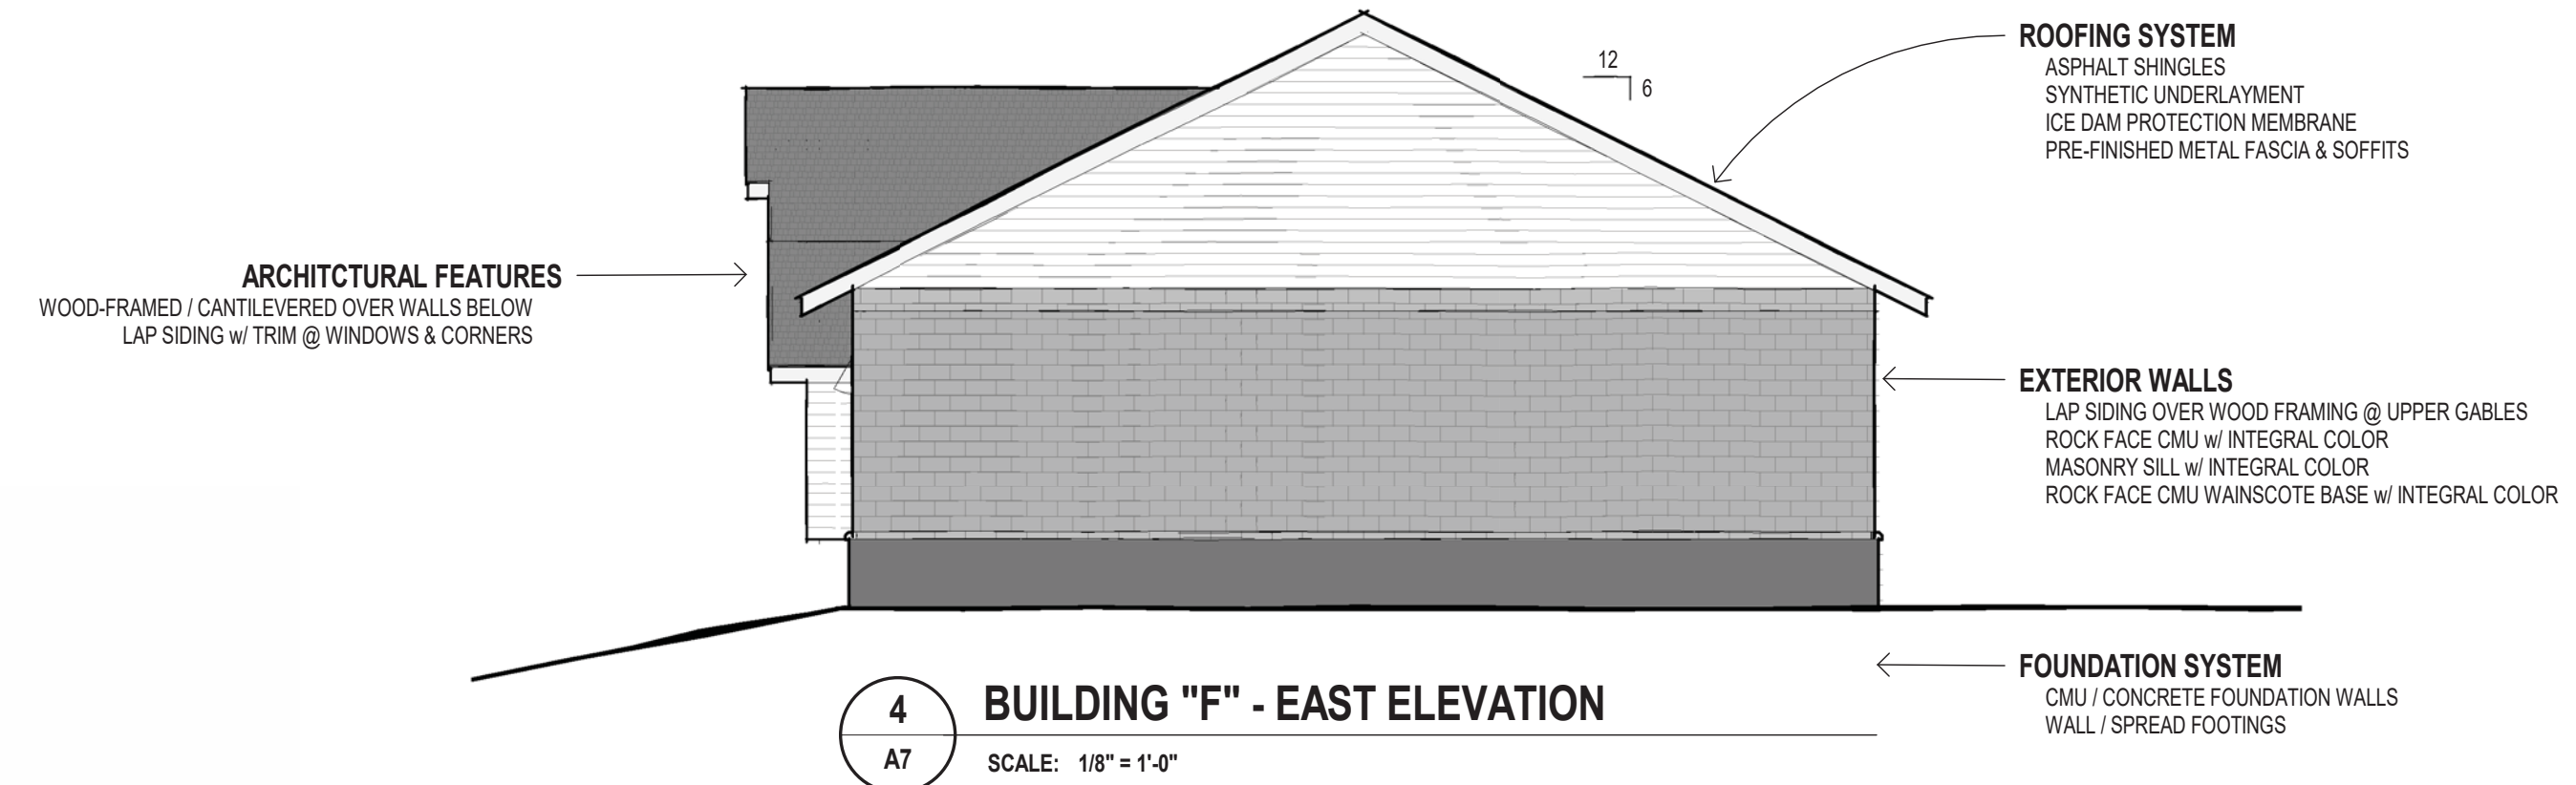 12
6
ROOFING SYSTEM
ASPHALT SHINGLES
SYNTHETIC UNDERLAYMENT
ICE DAM PROTECTION MEMBRANE
PRE-FINISHED METAL FASCIA & SOFFITS
ARCHITCTURAL FEATURES
WOOD-FRAMED / CANTILEVERED OVER WALLS BELOW
LAP SIDING w/ TRIM @ WINDOWS & CORNERS
EXTERIOR WALLS
LAP SIDING OVER WOOD FRAMING @ UPPER GABLES
ROCK FACE CMU w/ INTEGRAL COLOR
MASONRY SILL w/ INTEGRAL COLOR
ROCK FACE CMU WAINSCOTE BASE w/ INTEGRAL COLOR
FOUNDATION SYSTEM
CMU / CONCRETE FOUNDATION WALLS
WALL / SPREAD FOOTINGS
4
A7
BUILDING "F" - EAST ELEVATION
SCALE: 1/8" = 1'-0"